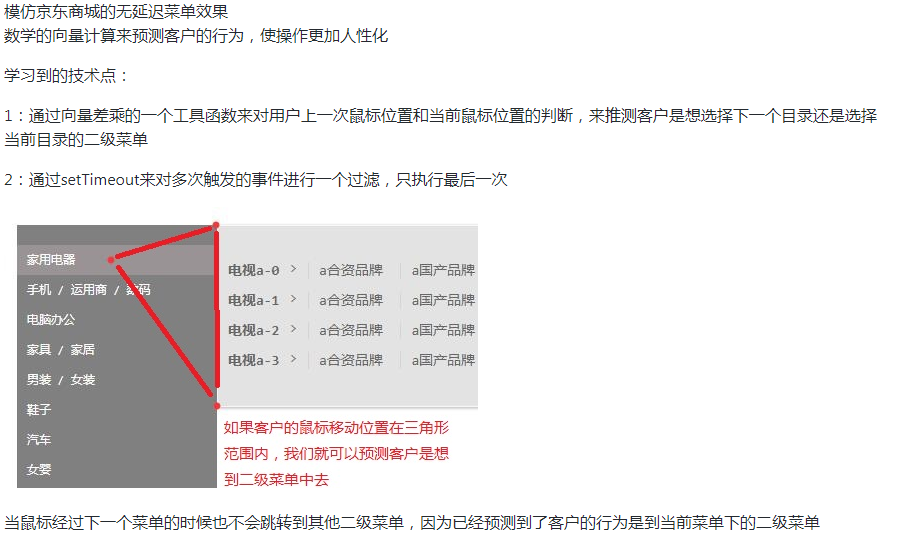 模仿京东商城的无延迟菜单效果
数学的向量计算来预测客户的行为，使操作更加人性化
学习到的技术点：
1：通过向量差乘的一个工具函数来对用户上一次鼠标位置和当前鼠标位置的判断，来推测客户是想选择下一个目录还是选择
当前目录的二级菜单
2：通过setTimeout来对多次触发的事件进行一个过滤，只执行最后一次
家用电器
手机 / 运用商 / 数码
电脑办公
家具 / 家居
男装 / 女装
鞋子
汽车
女婴
电视a-0 > a合资品牌 a国产品牌
电视a-1 > a合资品牌 a国产品牌
电视a-2 > a合资品牌 a国产品牌
电视a-3 > a合资品牌 a国产品牌
如果客户的鼠标移动位置在三角形
范围内，我们就可以预测客户是想
到二级菜单中去
当鼠标经过下一个菜单的时候也不会跳转到其他二级菜单，因为已经预测到了客户的行为是到当前菜单下的二级菜单